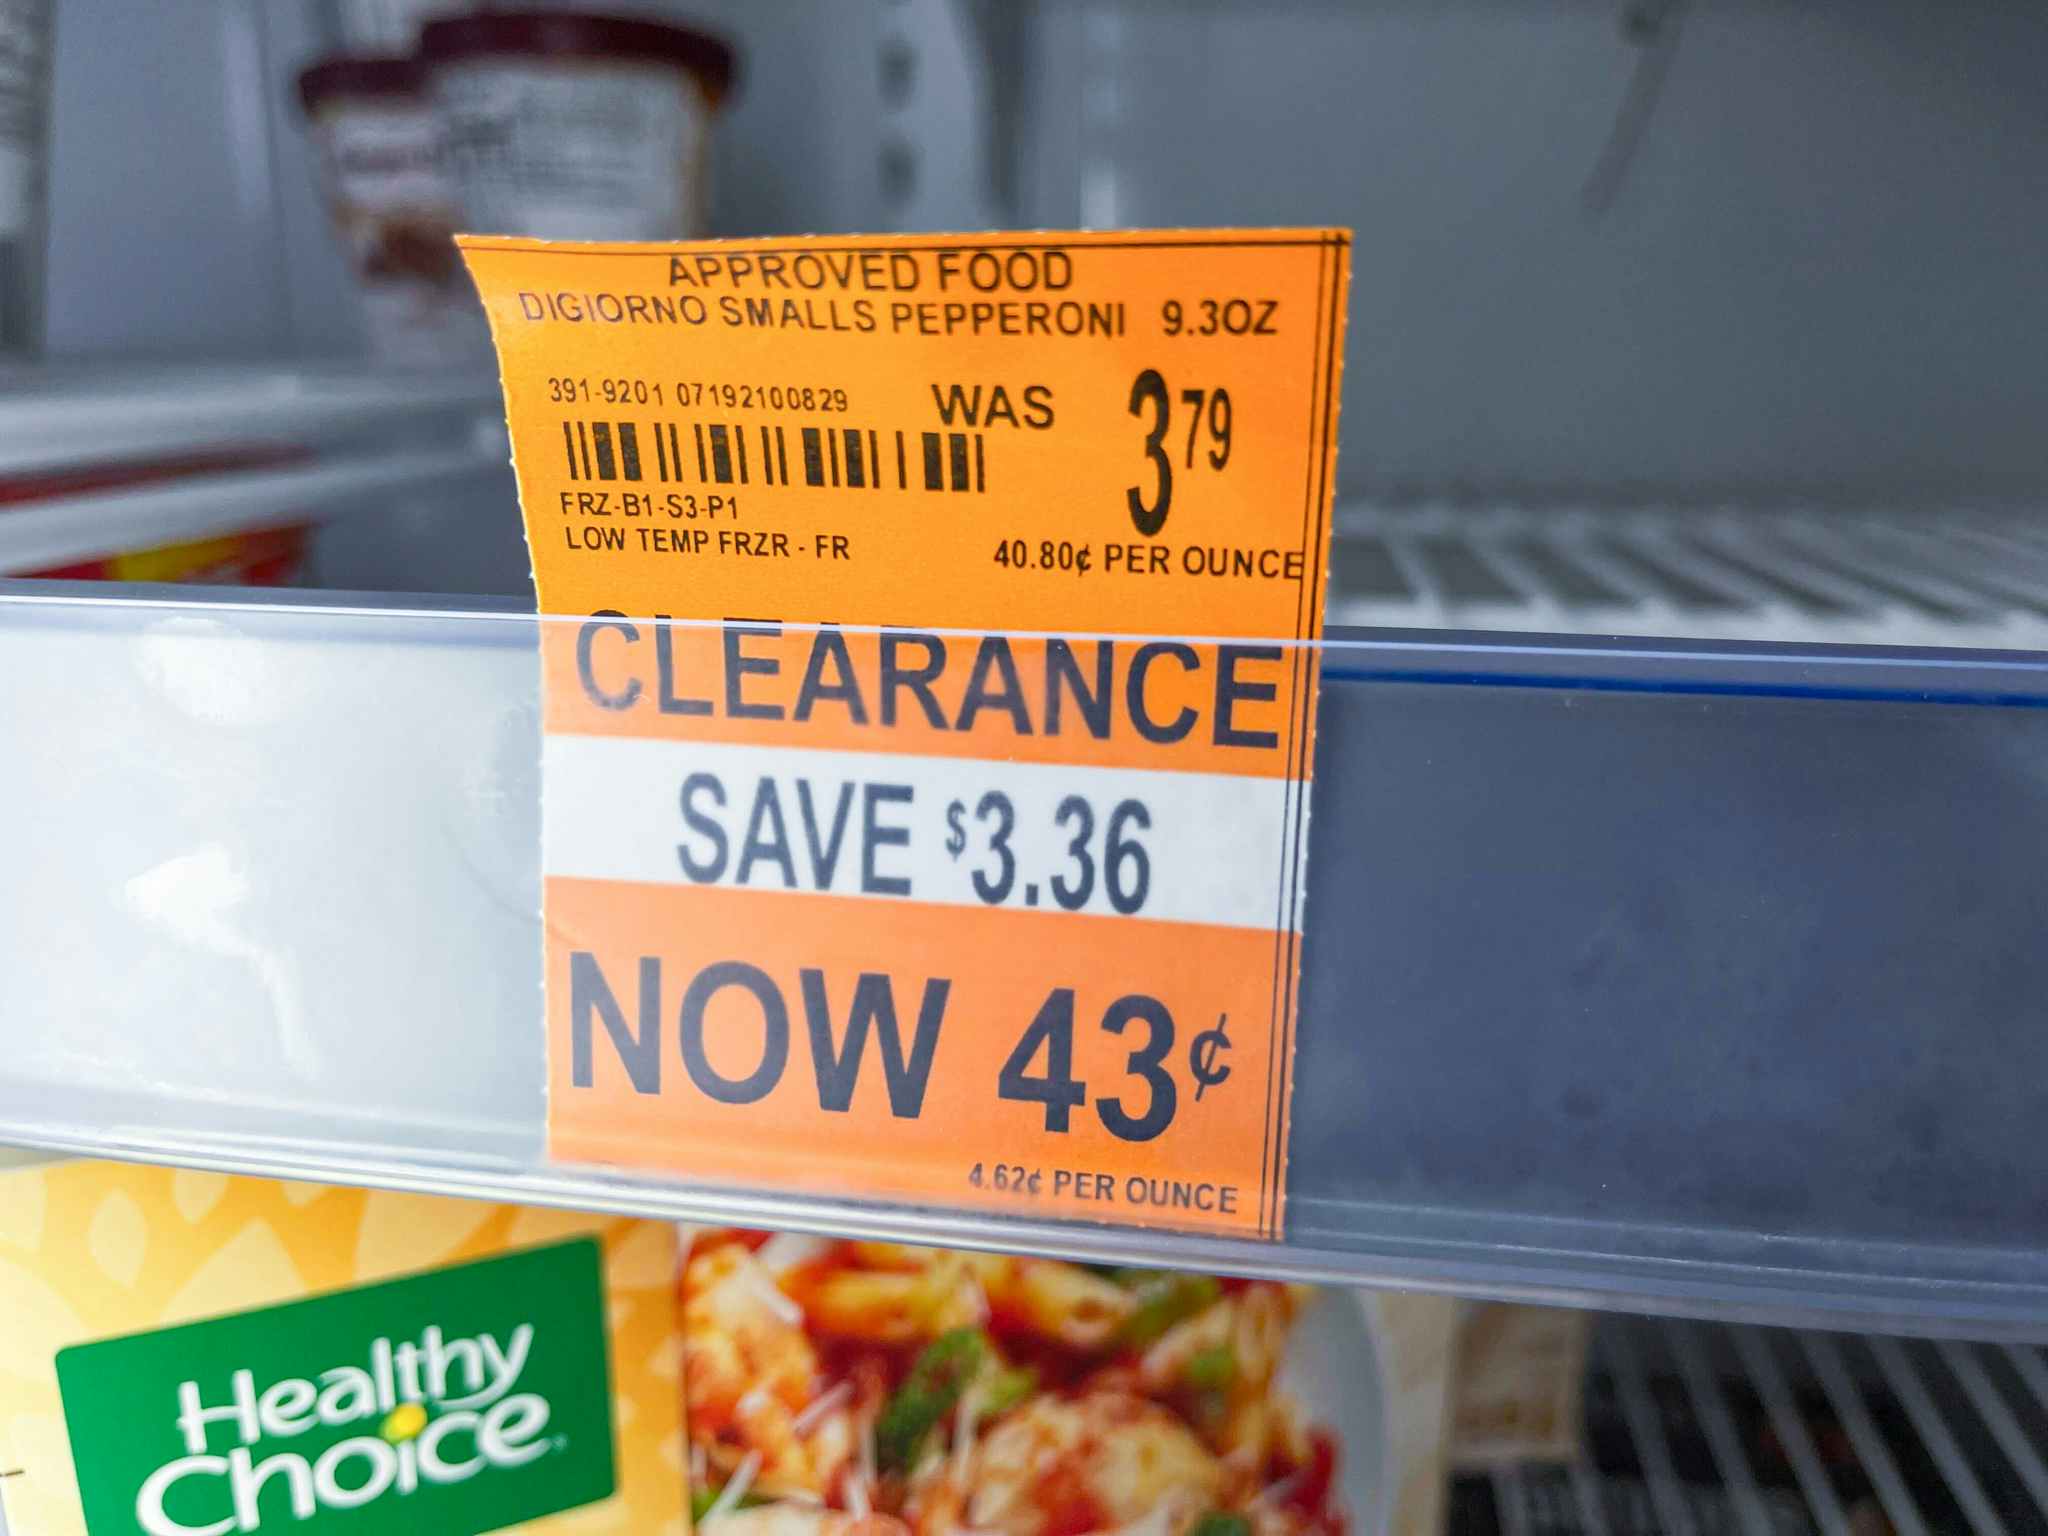 APPROVED FOOD
DIGIORNO SMALLS PEPPERONI 9.3OZ
391-9201 07192100829
WAS 3 79
FRZ-B1-S3-P1
LOW TEMP FRZR - FR
40.80¢ PER OUNCE
CLEARANCE
SAVE $3.36
NOW 43¢
4.62¢ PER OUNCE
Healthy
Choice